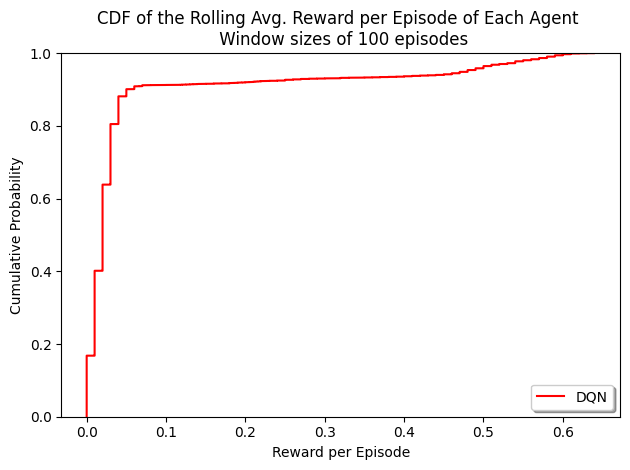 CDF of the Rolling Avg. Reward per Episode of Each Agent
Window sizes of 100 episodes
Cumulative Probability
1.0
0.8
0.6
0.4
0.2
0.0
0.0 0.1 0.2 0.3 0.4 0.5 0.6
Reward per Episode
DQN